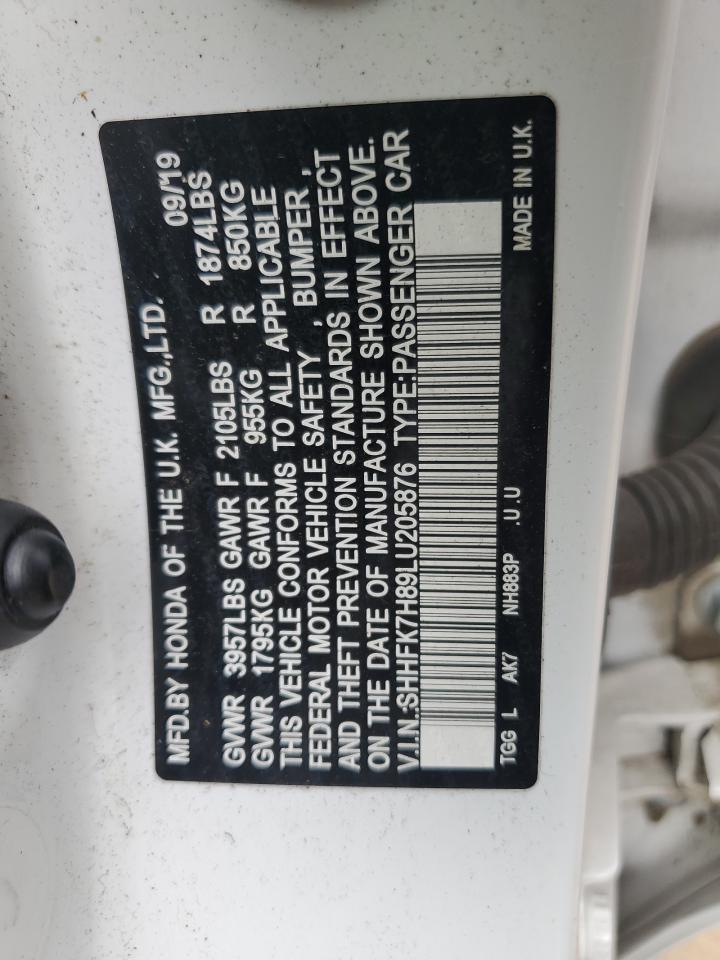 MFD.BY HONDA OF THE U.K. MFG.,LTD. 09/'19
GVWR 3957LBS GAWR F 2105LBS R 1874LBS
GVWR 1795KG GAWR F 955KG R 850KG
THIS VEHICLE CONFORMS TO ALL APPLICABLE
FEDERAL MOTOR VEHICLE SAFETY , BUMPER ,
AND THEFT PREVENTION STANDARDS IN EFFECT
ON THE DATE OF MANUFACTURE SHOWN ABOVE.
V.I.N.:SHHFK7H89LU205876 TYPE:PASSENGER CAR
TGG L AK7 NH883P .U.U MADE IN U.K.